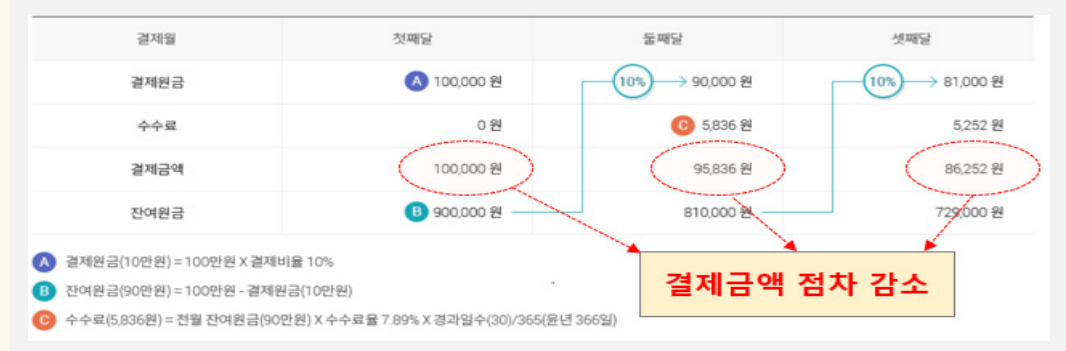 결제월 첫째달 둘째달 셋째달
결제원금 A 100,000 원 10% 90,000 원 10% 81,000 원
수수료 0 원 C 5,836 원 5,252 원
결제금액 100,000 원 95,836 원 86,252 원
잔여원금 B 900,000 원 810,000 원 729,000 원
A 결제원금(10만원) = 100만원 X 결제비율 10%
B 잔여원금(90만원) = 100만원 - 결제원금(10만원)
C 수수료(5,836원) = 전월 잔여원금(90만원) X 수수료율 7.89% X 경과일수(30)/365(윤년 366일)
결제금액 점차 감소